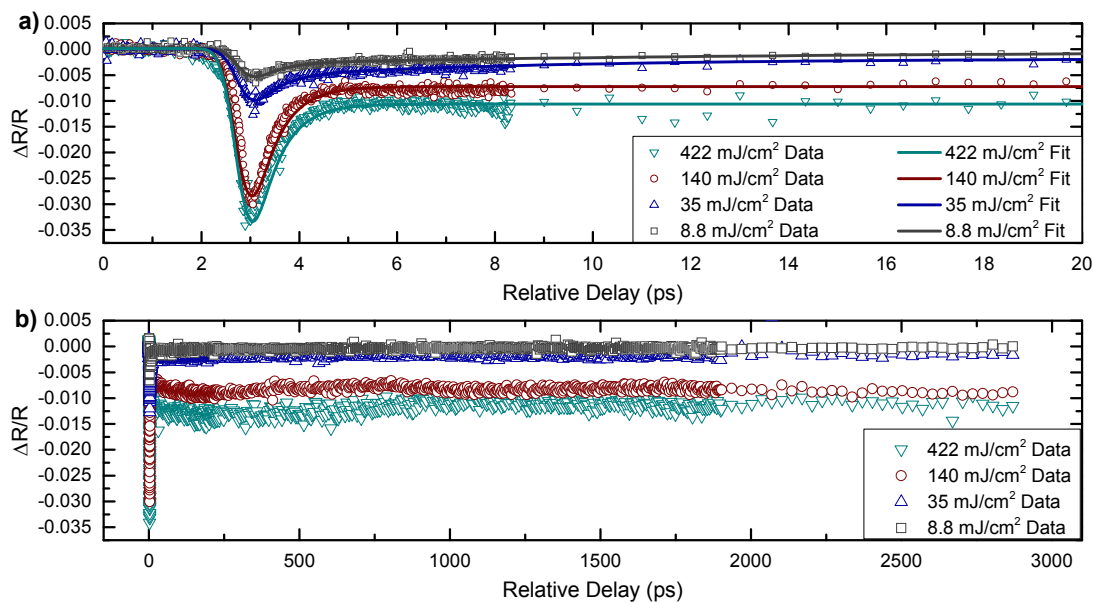 a)
0.005
0.000
-0.005
-0.010
-0.015
-0.020
-0.025
-0.030
-0.035
ΔR/R
422 mJ/cm² Data
422 mJ/cm² Fit
140 mJ/cm² Data
140 mJ/cm² Fit
35 mJ/cm² Data
35 mJ/cm² Fit
8.8 mJ/cm² Data
8.8 mJ/cm² Fit
0 2 4 6 8 10 12 14 16 18 20
Relative Delay (ps)
b)
0.005
0.000
-0.005
-0.010
-0.015
-0.020
-0.025
-0.030
-0.035
ΔR/R
422 mJ/cm² Data
140 mJ/cm² Data
35 mJ/cm² Data
8.8 mJ/cm² Data
0 500 750 1000 1250 1500 2000 2500 3000
Relative Delay (ps)